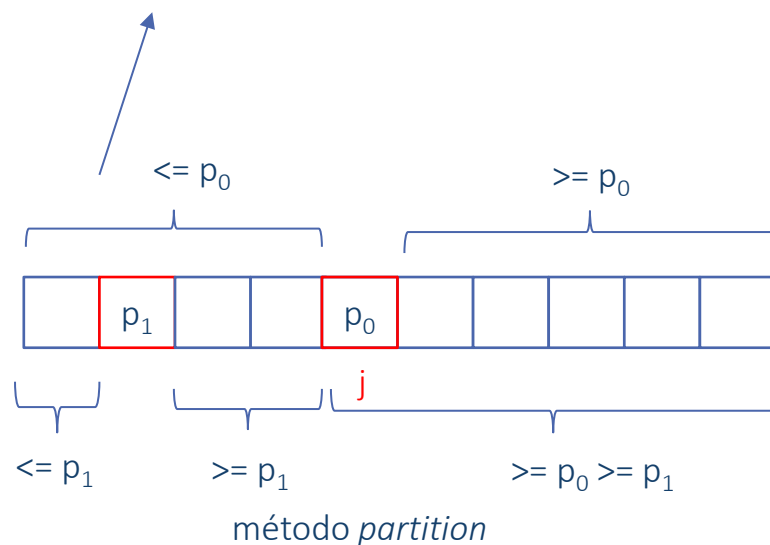 <= p₀
>= p₀
p₁
p₀
j
<= p₁
>= p₁
>= p₀ >= p₁
método partition